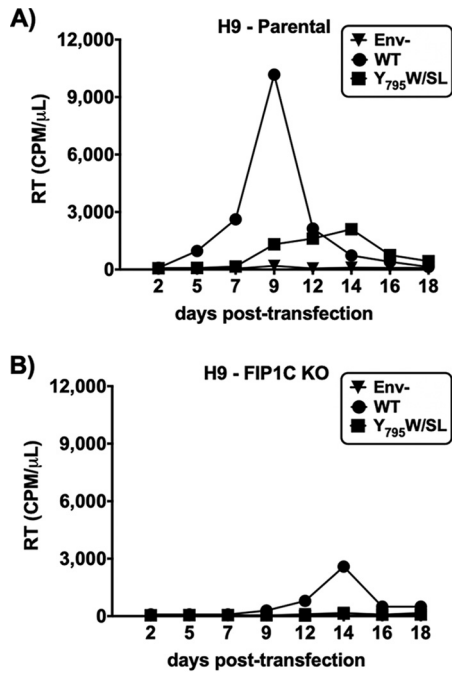 A)
H9 - Parental
Env-
WT
Y795W/SL
12,000
9,000
6,000
3,000
0
RT (CPM/μL)
2 5 7 9 12 14 16 18
days post-transfection
B)
H9 - FIP1C KO
Env-
WT
Y795W/SL
12,000
9,000
6,000
3,000
0
RT (CPM/μL)
2 5 7 9 12 14 16 18
days post-transfection